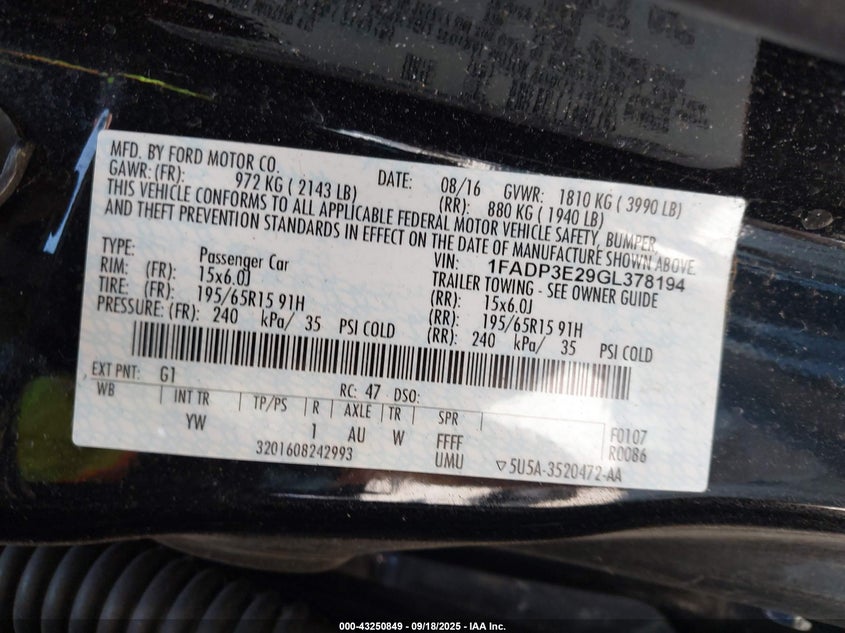 MFD. BY FORD MOTOR CO. DATE: 08/16 GVWR: 1810 KG ( 3990 LB)
GAWR: (FR): 972 KG ( 2143 LB) (RR): 880 KG ( 1940 LB)
THIS VEHICLE CONFORMS TO ALL APPLICABLE FEDERAL MOTOR VEHICLE SAFETY, BUMPER
AND THEFT PREVENTION STANDARDS IN EFFECT ON THE DATE OF MANUFACTURE SHOWN ABOVE.
VIN: 1FADP3E29GL378194
TYPE: Passenger Car TRAILER TOWING - SEE OWNER GUIDE
RIM: (FR): 15x6.0J (RR): 15x6.0J
TIRE: (FR): 195/65R15 91H (RR): 195/65R15 91H
PRESSURE: (FR): 240 kPa/ 35 PSI COLD (RR): 240 kPa/ 35 PSI COLD
EXT PNT: G1 RC: 47 DSO:
WB INT TR TP/PS R AXLE TR SPR
YW 1 AU W FFFF F0107
3201608242993 UMU R0086
▽5U5A-3520472-AA
000-43250849 - 09/18/2025 - IAA Inc.